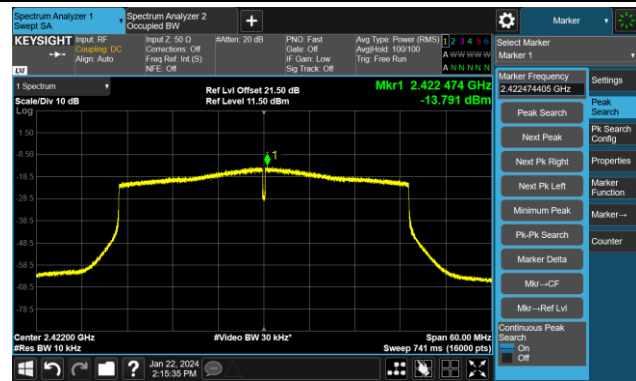 Spectrum Analyzer 1
Swept SA
Spectrum Analyzer 2
Occupied BW
+
Marker
KEYSIGHT
Input: RF
Coupling: DC
Align: Auto
Input Z: 50 Ω
Corrections: Off
Freq Ref: Int (S)
NFE: Off
#Atten: 20 dB
PNO: Fast
Gate: Off
IF Gain: Low
Sig Track: Off
Avg Type: Power (RMS)
Avg|Hold: 100/100
Trig: Free Run
1 2 3 4 5 6
A W W W W W
A N N N N N
LXI
Select Marker
Marker 1
1 Spectrum
Scale/Div 10 dB
Log
Ref Lvl Offset 21.50 dB
Ref Level 11.50 dBm
Mkr1 2.422 474 GHz
-13.791 dBm
1.50
-8.50
-18.5
-28.5
-38.5
-48.5
-58.5
-68.5
-78.5
1
Center 2.42200 GHz
#Res BW 10 kHz
#Video BW 30 kHz*
Span 60.00 MHz
Sweep 741 ms (16000 pts)
Marker Frequency
2.422474405 GHz
Peak Search
Next Peak
Next Pk Right
Next Pk Left
Minimum Peak
Pk-Pk Search
Marker Delta
Mkr→CF
Mkr→Ref Lvl
Continuous Peak
Search
On
Off
Settings
Peak
Search
Pk Search
Config
Properties
Marker
Function
Marker→
Counter
?
Jan 22, 2024
2:15:35 PM